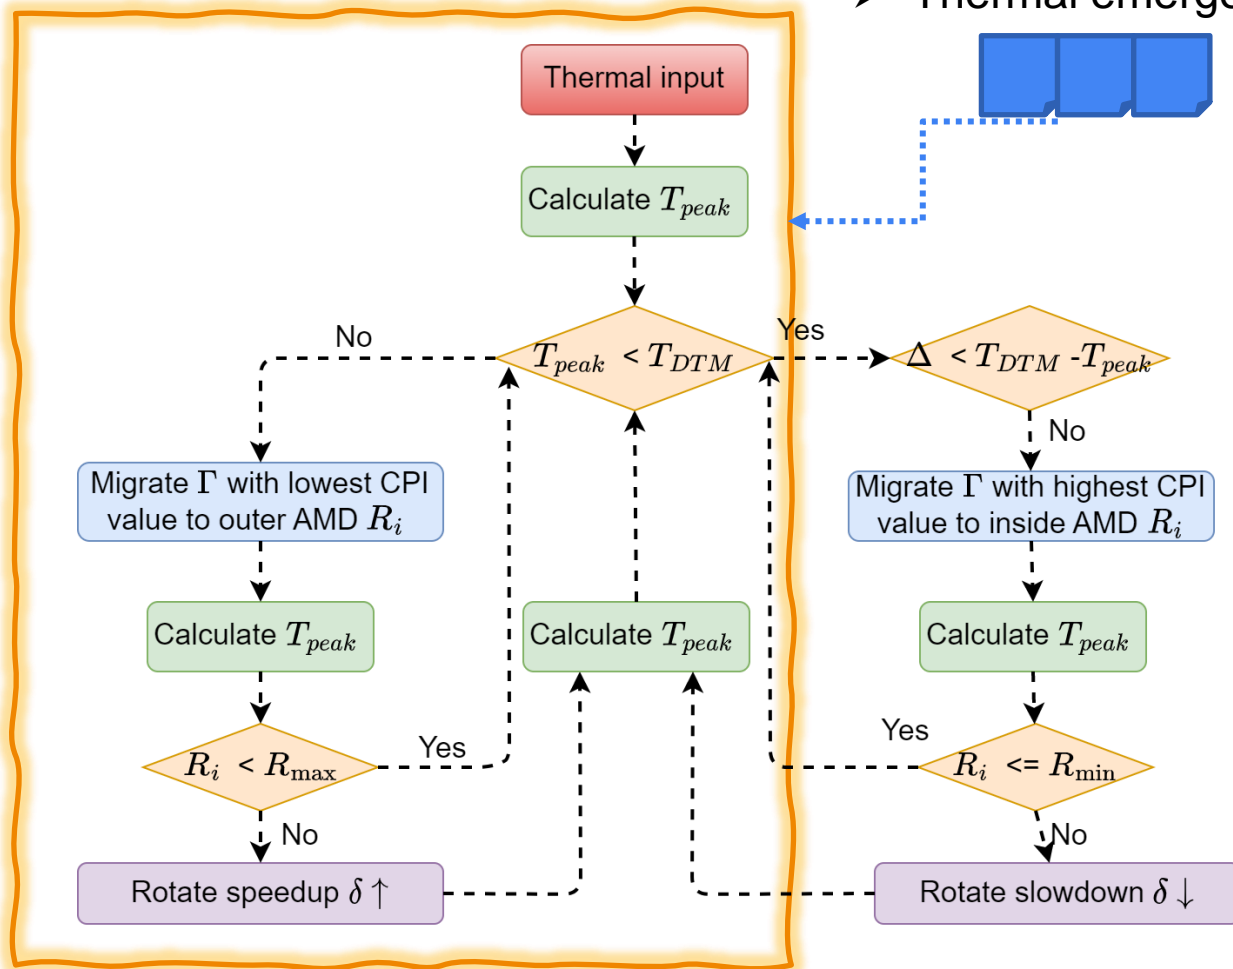 ➤ Thermal emerge
Thermal input
Calculate T_peak
No
T_peak < T_DTM
Yes
Δ < T_DTM -T_peak
No
Migrate Γ with lowest CPI
value to outer AMD R_i
Migrate Γ with highest CPI
value to inside AMD R_i
Calculate T_peak
Calculate T_peak
Calculate T_peak
R_i < R_max
Yes
Yes
R_i <= R_min
No
No
Rotate speedup δ ↑
Rotate slowdown δ ↓